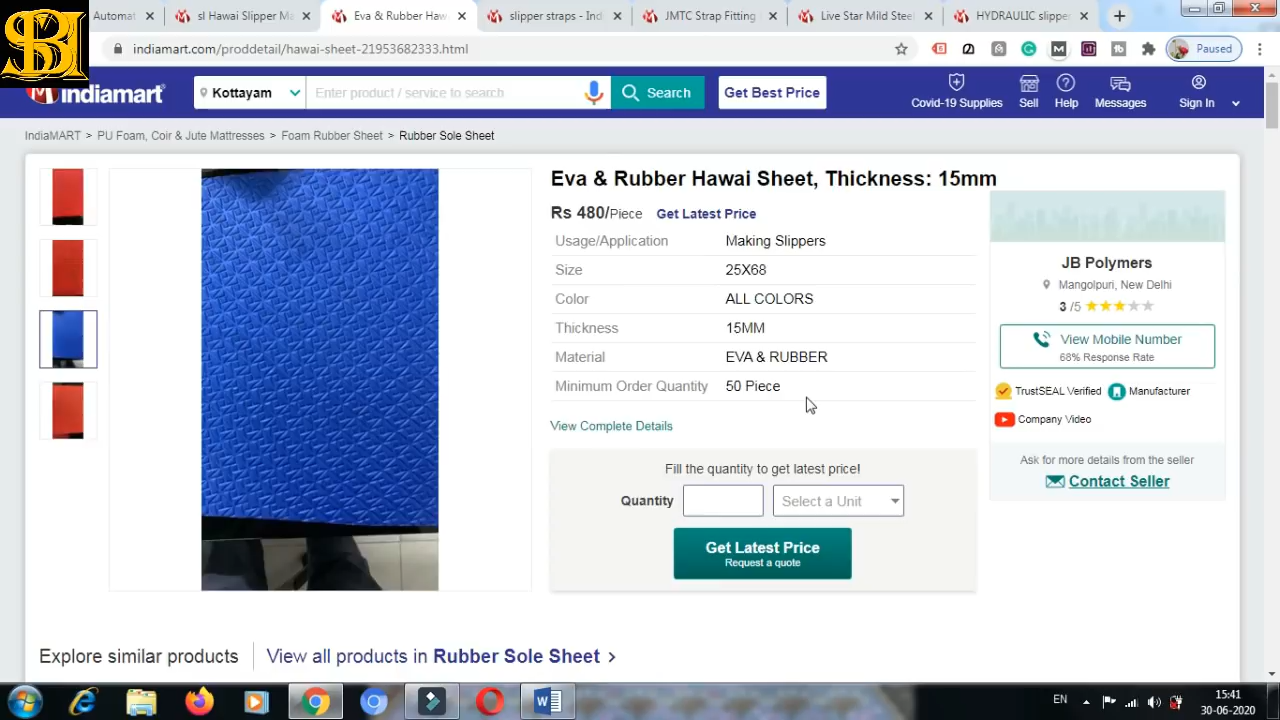 Automat
sl Hawai Slipper Ma
Eva & Rubber Haw
slipper straps - Ind
JMTC Strap Fitting
Live Star Mild Stee
HYDRAULIC slippe
indiamart.com/proddetail/hawai-sheet-21953682333.html
Paused
indiamart
Kottayam
Enter product / service to search
Search
Get Best Price
Covid-19 Supplies
Sell
Help
Messages
Sign In
IndiaMART > PU Foam, Coir & Jute Mattresses > Foam Rubber Sheet > Rubber Sole Sheet
Eva & Rubber Hawai Sheet, Thickness: 15mm
Rs 480/Piece Get Latest Price
Usage/Application Making Slippers
Size 25X68
Color ALL COLORS
Thickness 15MM
Material EVA & RUBBER
Minimum Order Quantity 50 Piece
View Complete Details
Fill the quantity to get latest price!
Quantity Select a Unit
Get Latest Price
Request a quote
JB Polymers
Mangolpuri, New Delhi
3 /5
View Mobile Number
68% Response Rate
TrustSEAL Verified Manufacturer
Company Video
Ask for more details from the seller
Contact Seller
Explore similar products View all products in Rubber Sole Sheet >
EN
15:41
30-06-2020